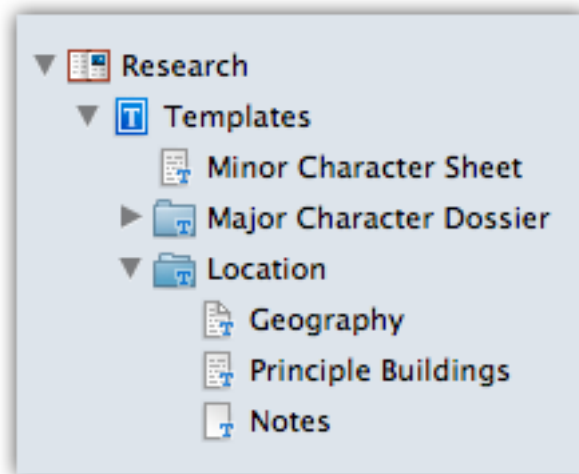 Research
Templates
Minor Character Sheet
Major Character Dossier
Location
Geography
Principle Buildings
Notes